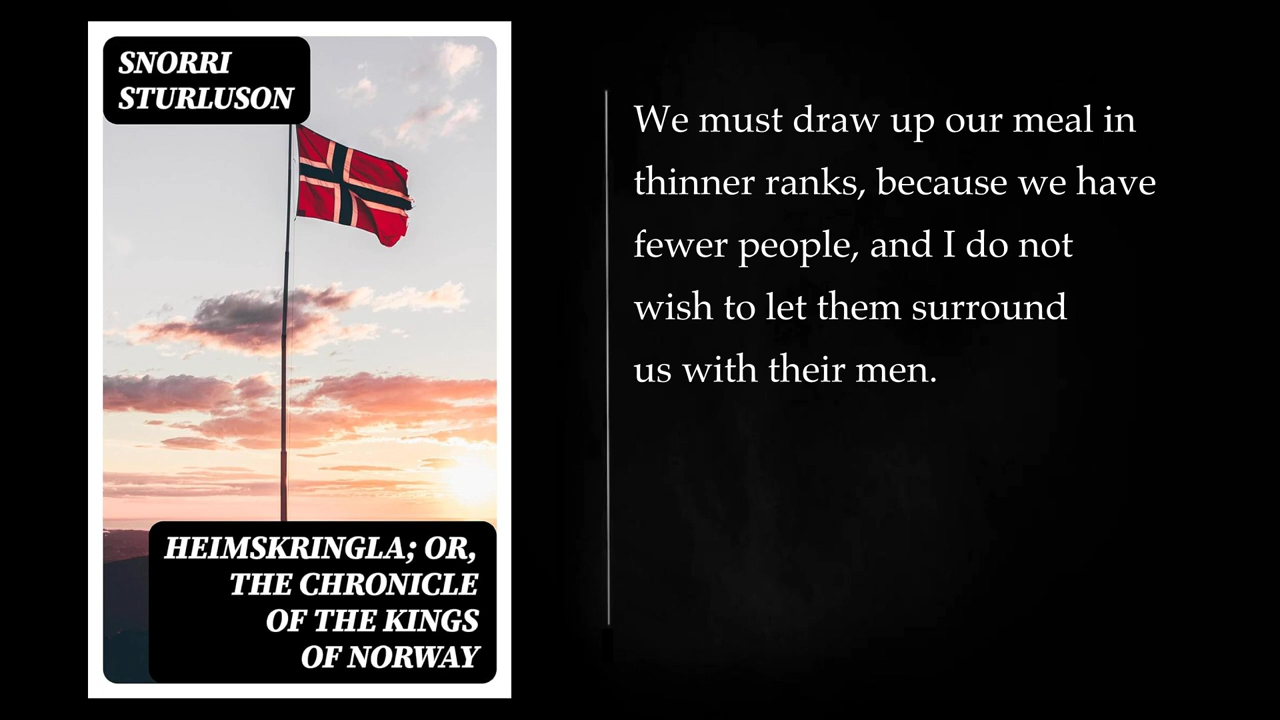 SNORRI
STURLUSON
HEIMSKRINGLA; OR,
THE CHRONICLE
OF THE KINGS
OF NORWAY
We must draw up our meal in
thinner ranks, because we have
fewer people, and I do not
wish to let them surround
us with their men.